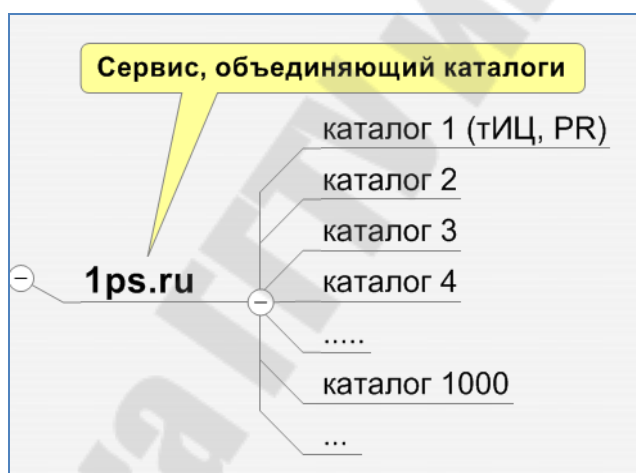 Сервис, объединяющий каталоги
каталог 1 (тИЦ, PR)
каталог 2
каталог 3
1ps.ru
каталог 4
.....
каталог 1000
...